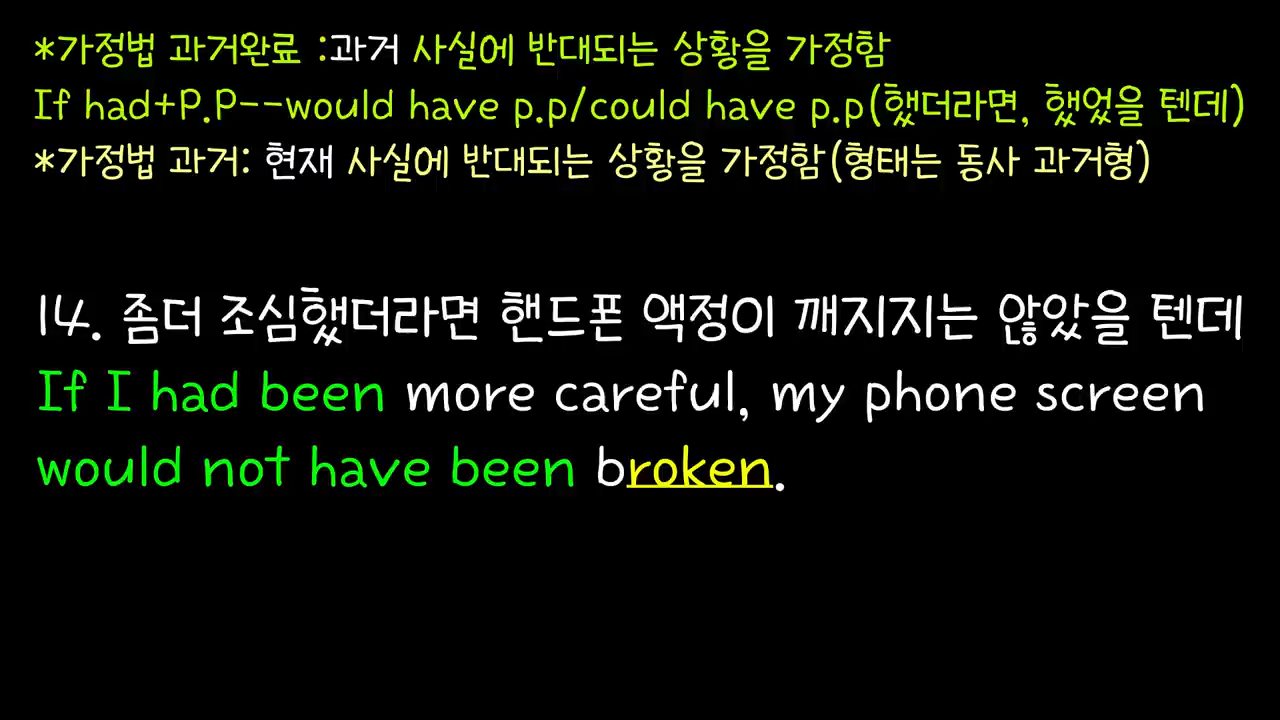 *가정법 과거완료 :과거 사실에 반대되는 상황을 가정함
If had+P.P--would have p.p/could have p.p(했더라면, 했었을 텐데)
*가정법 과거: 현재 사실에 반대되는 상황을 가정함(형태는 동사 과거형)
14. 좀더 조심했더라면 핸드폰 액정이 깨지지는 않았을 텐데
If I had been more careful, my phone screen
would not have been broken.